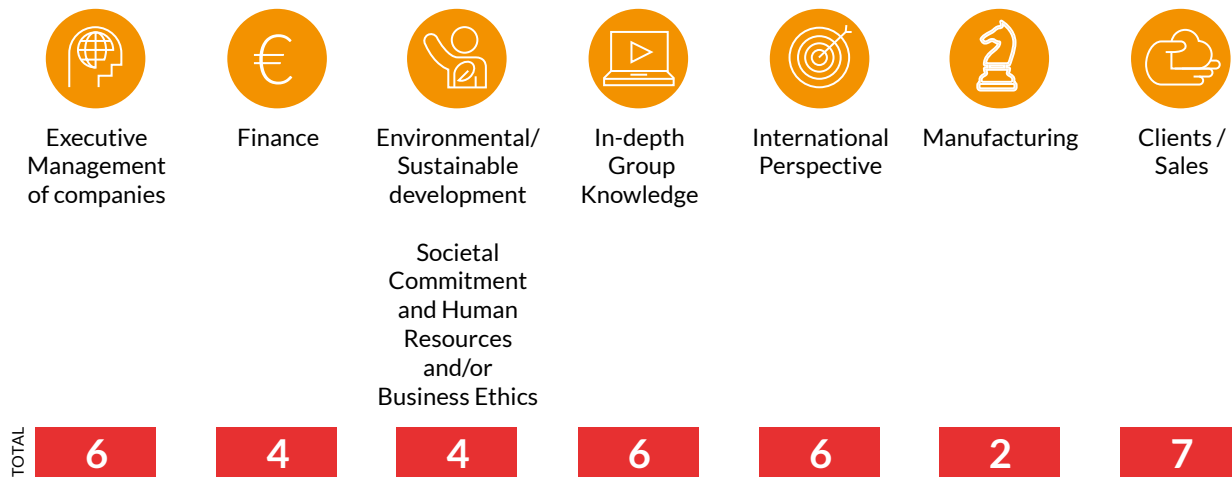 €
Executive
Management
of companies
Finance
Environmental/
Sustainable
development
Societal
Commitment
and Human
Resources
and/or
Business Ethics
In-depth
Group
Knowledge
International
Perspective
Manufacturing
Clients /
Sales
TOTAL
6
4
4
6
6
2
7